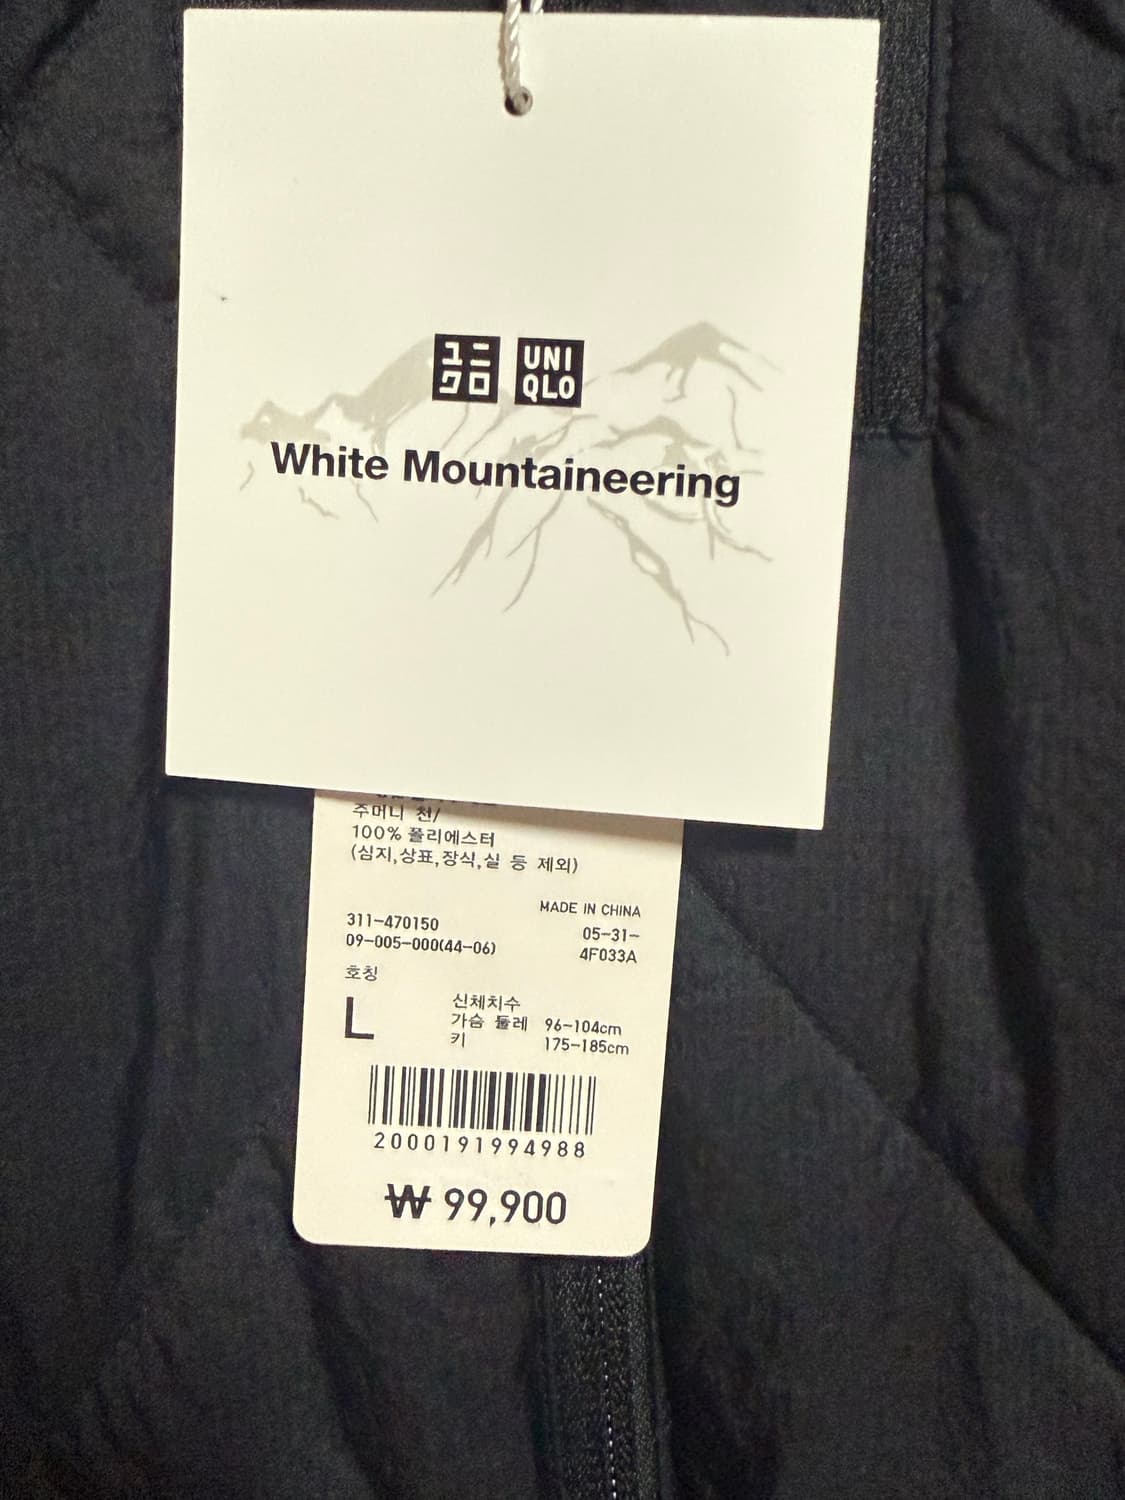 ユニ
クロ
UNI
QLO
White Mountaineering
주머니 천/
100% 폴리에스터
(심지,상표,장식,실 등 제외)
MADE IN CHINA
311-470150
05-31-
09-005-000(44-06)
4F033A
호칭
L
신체치수
가슴 둘레 96-104cm
키 175-185cm
2000191994988
₩ 99,900